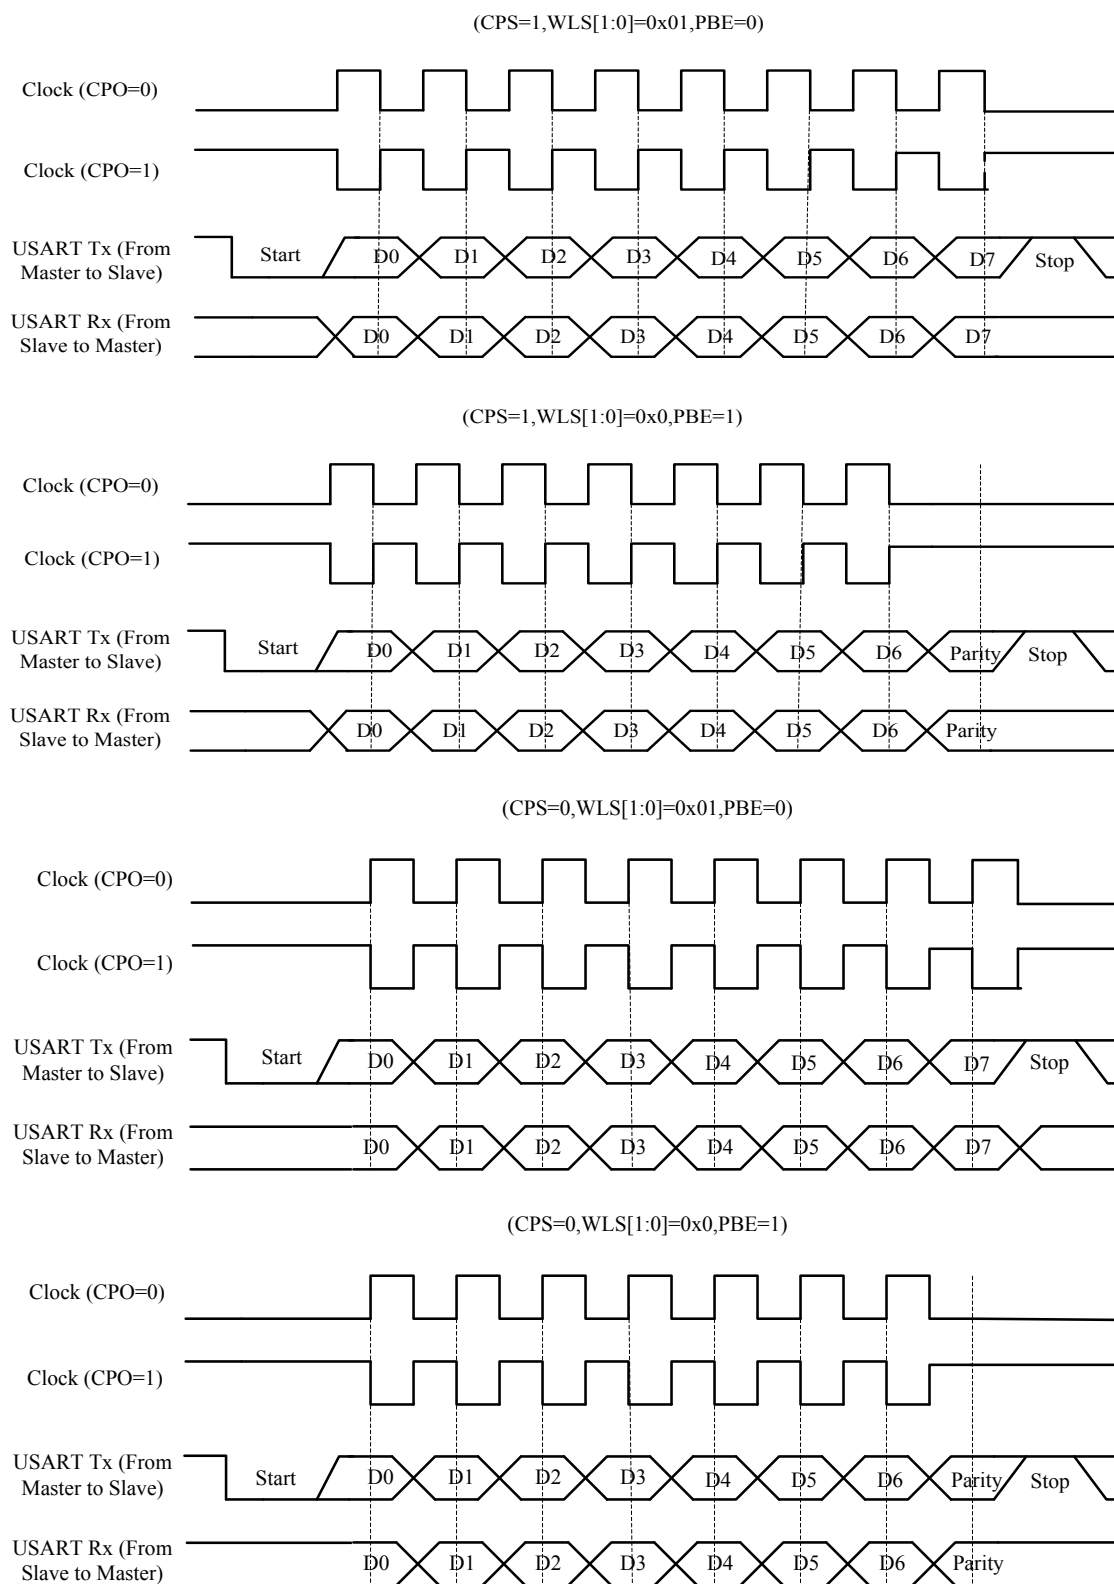 (CPS=1,WLS[1:0]=0x01,PBE=0)
Clock (CPO=0)
Clock (CPO=1)
USART Tx (From
Master to Slave)
Start D0 D1 D2 D3 D4 D5 D6 D7 Stop
USART Rx (From
Slave to Master)
D0 D1 D2 D3 D4 D5 D6 D7
(CPS=1,WLS[1:0]=0x0,PBE=1)
Clock (CPO=0)
Clock (CPO=1)
USART Tx (From
Master to Slave)
Start D0 D1 D2 D3 D4 D5 D6 Parity Stop
USART Rx (From
Slave to Master)
D0 D1 D2 D3 D4 D5 D6 Parity
(CPS=0,WLS[1:0]=0x01,PBE=0)
Clock (CPO=0)
Clock (CPO=1)
USART Tx (From
Master to Slave)
Start D0 D1 D2 D3 D4 D5 D6 D7 Stop
USART Rx (From
Slave to Master)
D0 D1 D2 D3 D4 D5 D6 D7
(CPS=0,WLS[1:0]=0x0,PBE=1)
Clock (CPO=0)
Clock (CPO=1)
USART Tx (From
Master to Slave)
Start D0 D1 D2 D3 D4 D5 D6 Parity Stop
USART Rx (From
Slave to Master)
D0 D1 D2 D3 D4 D5 D6 Parity